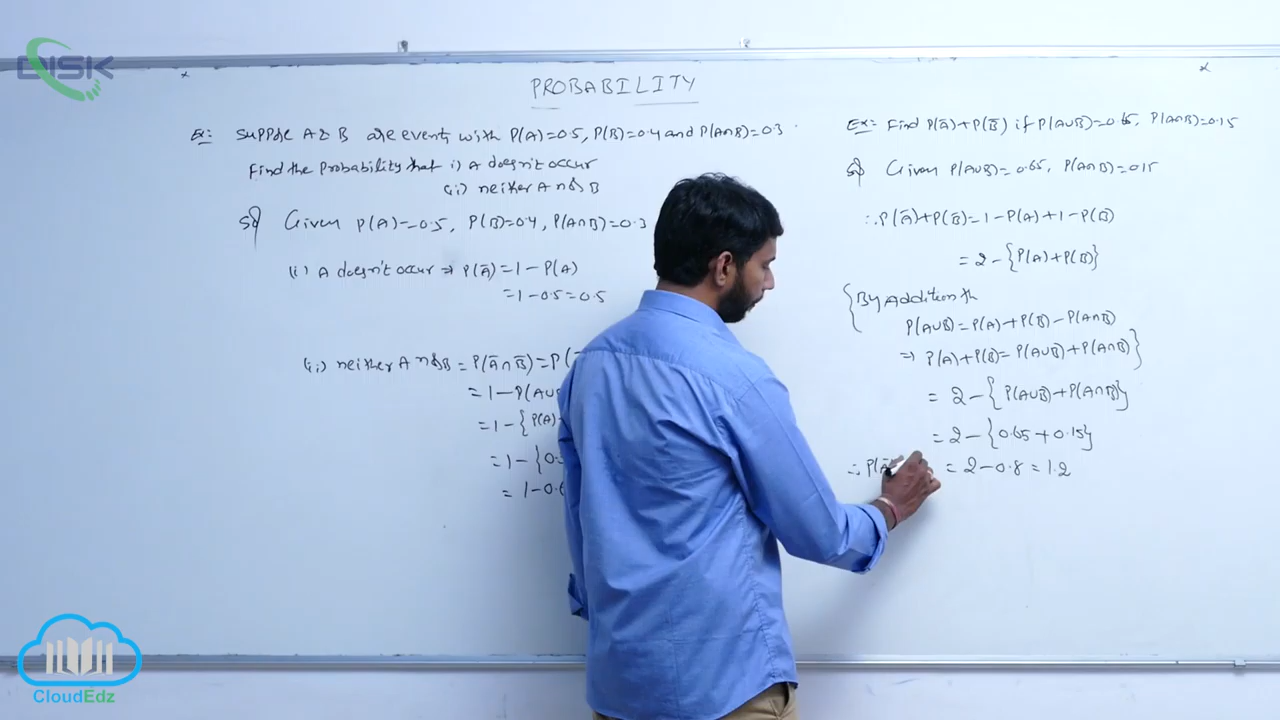 DISK
PROBABILITY
Ex:- Suppose A & B are events with P(A)=0.5, P(B)=0.4 and P(A∩B)=0.3
Find the Probability that i) A doesn't occur
(ii) neither A nor B
Sol Given P(A)=0.5, P(B)=0.4, P(A∩B)=0.3
(i) A doesn't occur ⇒ P(A̅)=1-P(A)
=1-0.5=0.5
(ii) neither A nor B = P(A̅∩B̅)=P(
=1-P(A∪B
=1-{P(A)
=1-{0.
=1-0.
Ex:- Find P(A̅)+P(B̅) if P(A∪B)=0.65, P(A∩B)=0.15
Sol Given P(A∪B)=0.65, P(A∩B)=0.15
∴P(A̅)+P(B̅)=1-P(A)+1-P(B)
=2-{P(A)+P(B)}
{By Addition th
P(A∪B)=P(A)+P(B)-P(A∩B)
⇒ P(A)+P(B)=P(A∪B)+P(A∩B)}
=2-{P(A∪B)+P(A∩B)}
=2-{0.65+0.15}
∴P(A =2-0.8=1.2
CloudEdz